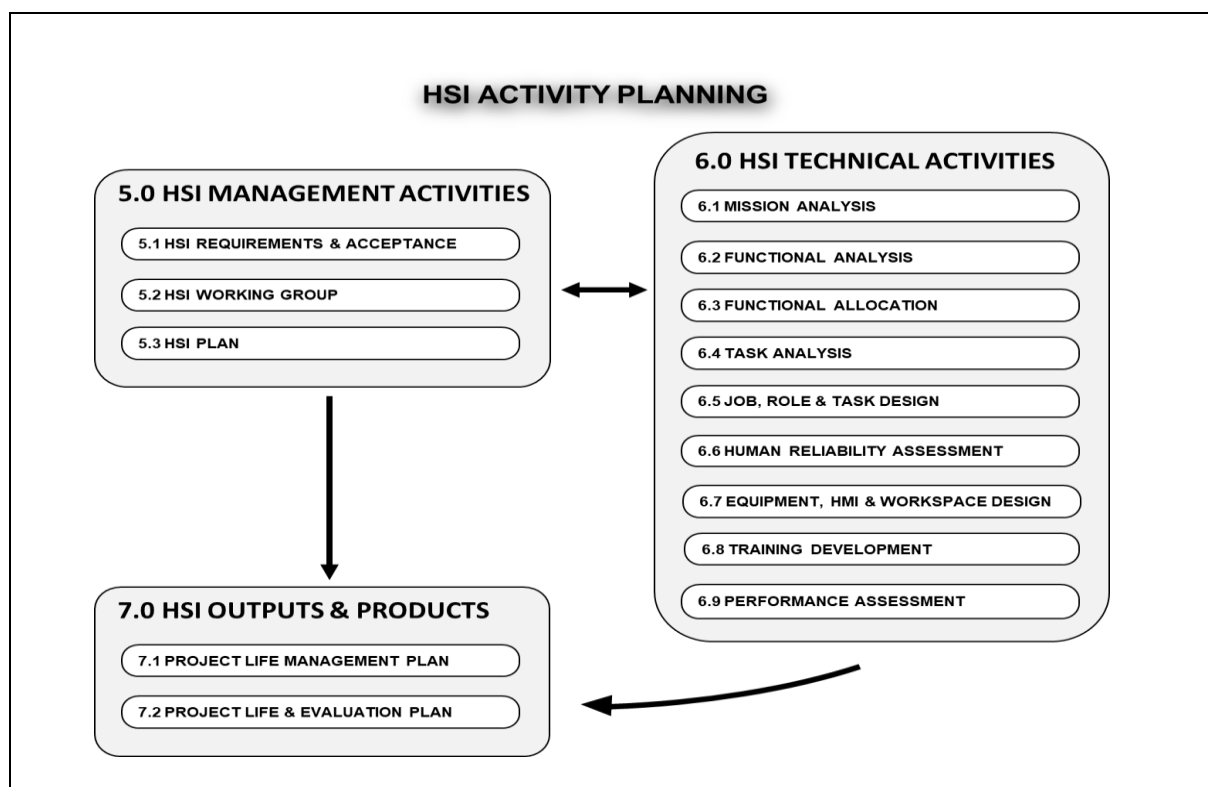 HSI ACTIVITY PLANNING
5.0 HSI MANAGEMENT ACTIVITIES
5.1 HSI REQUIREMENTS & ACCEPTANCE
5.2 HSI WORKING GROUP
5.3 HSI PLAN
6.0 HSI TECHNICAL ACTIVITIES
6.1 MISSION ANALYSIS
6.2 FUNCTIONAL ANALYSIS
6.3 FUNCTIONAL ALLOCATION
6.4 TASK ANALYSIS
6.5 JOB, ROLE & TASK DESIGN
6.6 HUMAN RELIABILITY ASSESSMENT
6.7 EQUIPMENT, HMI & WORKSPACE DESIGN
6.8 TRAINING DEVELOPMENT
6.9 PERFORMANCE ASSESSMENT
7.0 HSI OUTPUTS & PRODUCTS
7.1 PROJECT LIFE MANAGEMENT PLAN
7.2 PROJECT LIFE & EVALUATION PLAN